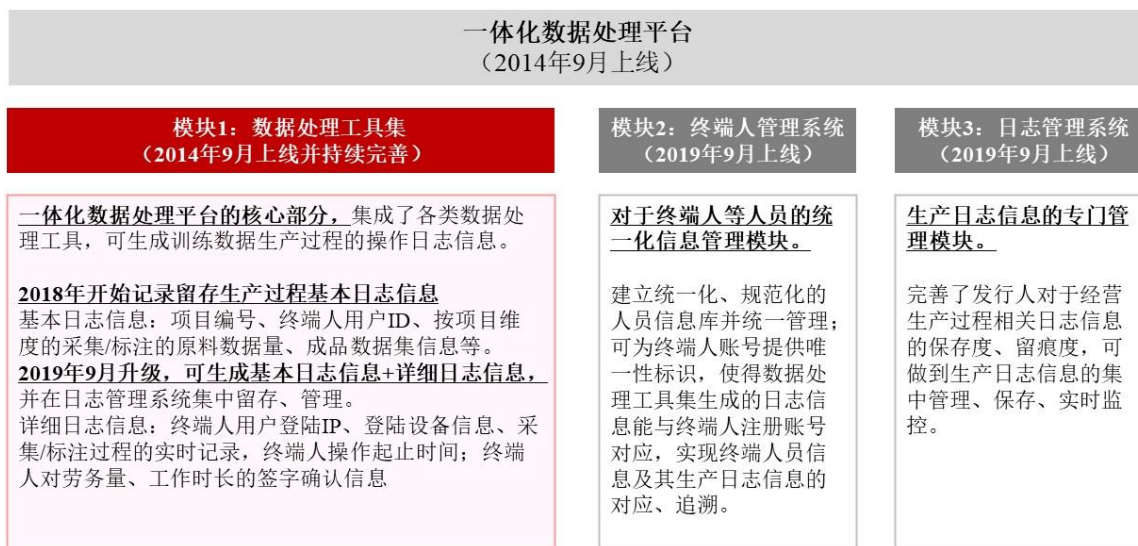 一体化数据处理平台
（2014年9月上线）
模块1：数据处理工具集
（2014年9月上线并持续完善）
一体化数据处理平台的核心部分，集成了各类数据处
理工具，可生成训练数据生产过程的操作日志信息。
2018年开始记录留存生产过程基本日志信息
基本日志信息：项目编号、终端人用户ID、按项目维
度的采集/标注的原料数据量、成品数据集信息等。
2019年9月升级，可生成基本日志信息+详细日志信息，
并在日志管理系统集中留存、管理。
详细日志信息：终端人用户登陆IP、登陆设备信息、采
集/标注过程的实时记录，终端人操作起止时间；终端
人对劳务量、工作时长的签字确认信息
模块2：终端人管理系统
（2019年9月上线）
对于终端人等人员的统
一化信息管理模块。
建立统一化、规范化的
人员信息库并统一管理；
可为终端人账号提供唯
一性标识，使得数据处
理工具集生成的日志信
息能与终端人注册账号
对应，实现终端人员信
息及其生产日志信息的
对应、追溯。
模块3：日志管理系统
（2019年9月上线）
生产日志信息的专门管
理模块。
完善了发行人对于经营
生产过程相关日志信息
的保存度、留痕度，可
做到生产日志信息的集
中管理、保存、实时监
控。